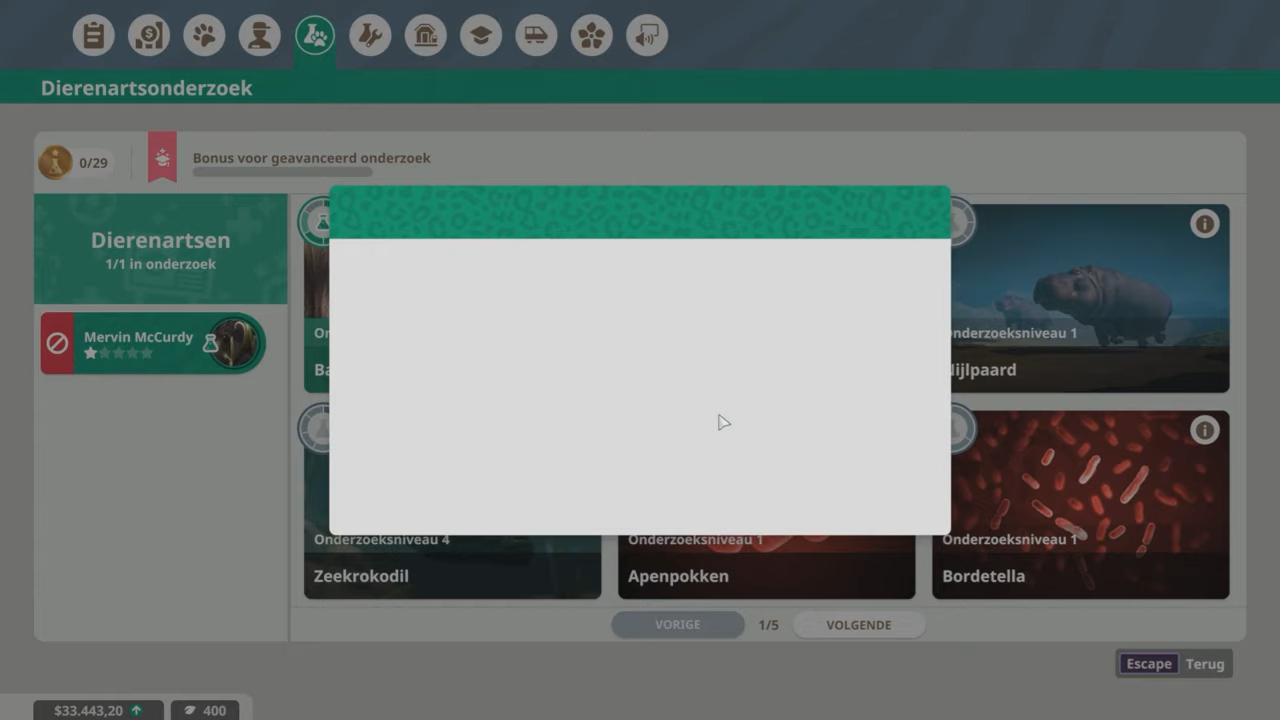 Dierenartsonderzoek
0/29
Bonus voor geavanceerd onderzoek
Dierenartsen
1/1 in onderzoek
Mervin McCurdy
Onderzoeksniveau 1
Onderzoeksniveau 4
Zeekrokodil
Onderzoeksniveau 1
Apenpokken
Onderzoeksniveau 1
Bordetella
VORIGE
1/5
VOLGENDE
Escape Terug
$33.443,20
400